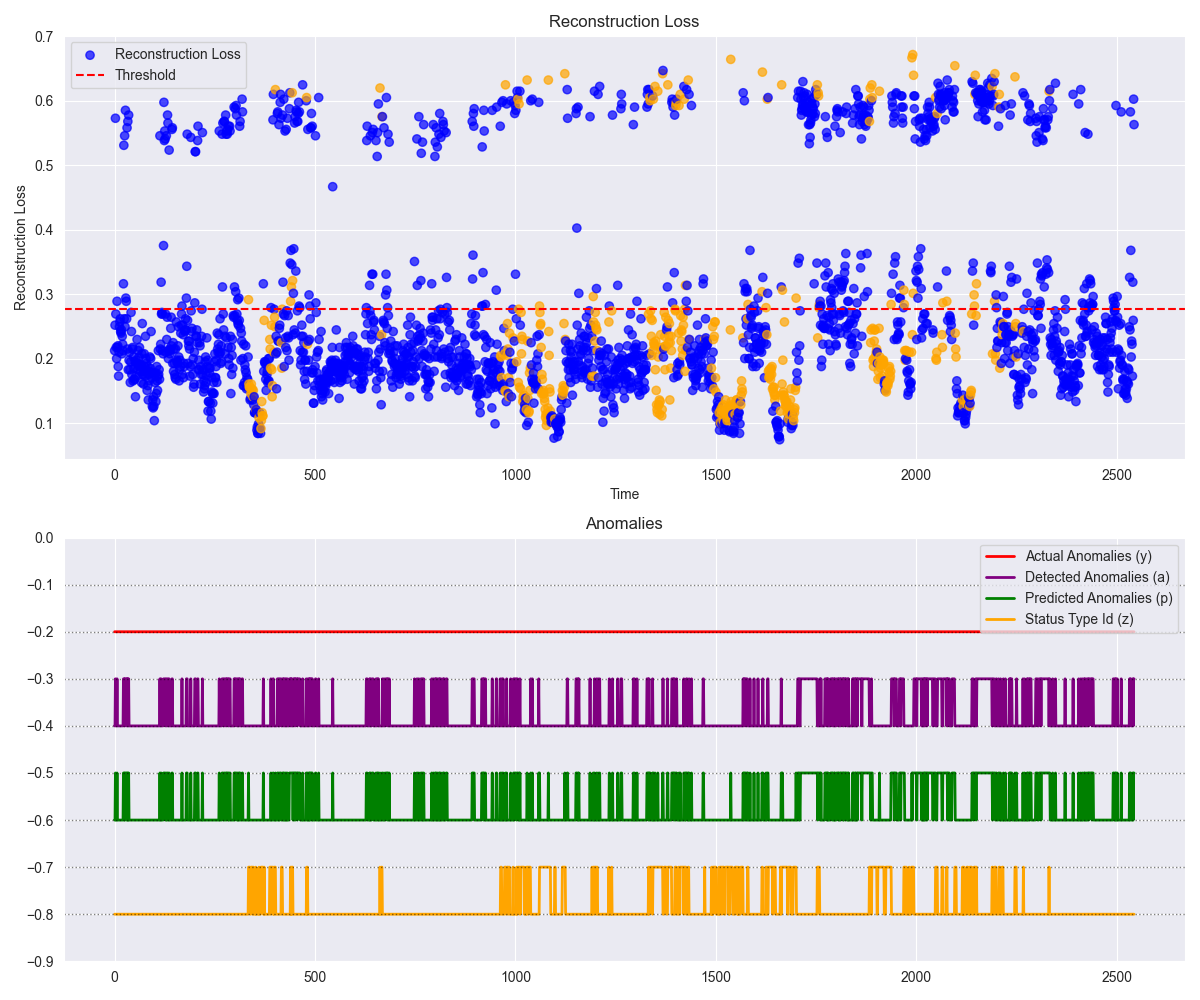 Reconstruction Loss
Reconstruction Loss
0.7
0.6
0.5
0.4
0.3
0.2
0.1
Reconstruction Loss
Threshold
0 500 1000 1500 2000 2500
Time
Anomalies
0.0
−0.1
−0.2
−0.3
−0.4
−0.5
−0.6
−0.7
−0.8
−0.9
Actual Anomalies (y)
Detected Anomalies (a)
Predicted Anomalies (p)
Status Type Id (z)
0 500 1000 1500 2000 2500